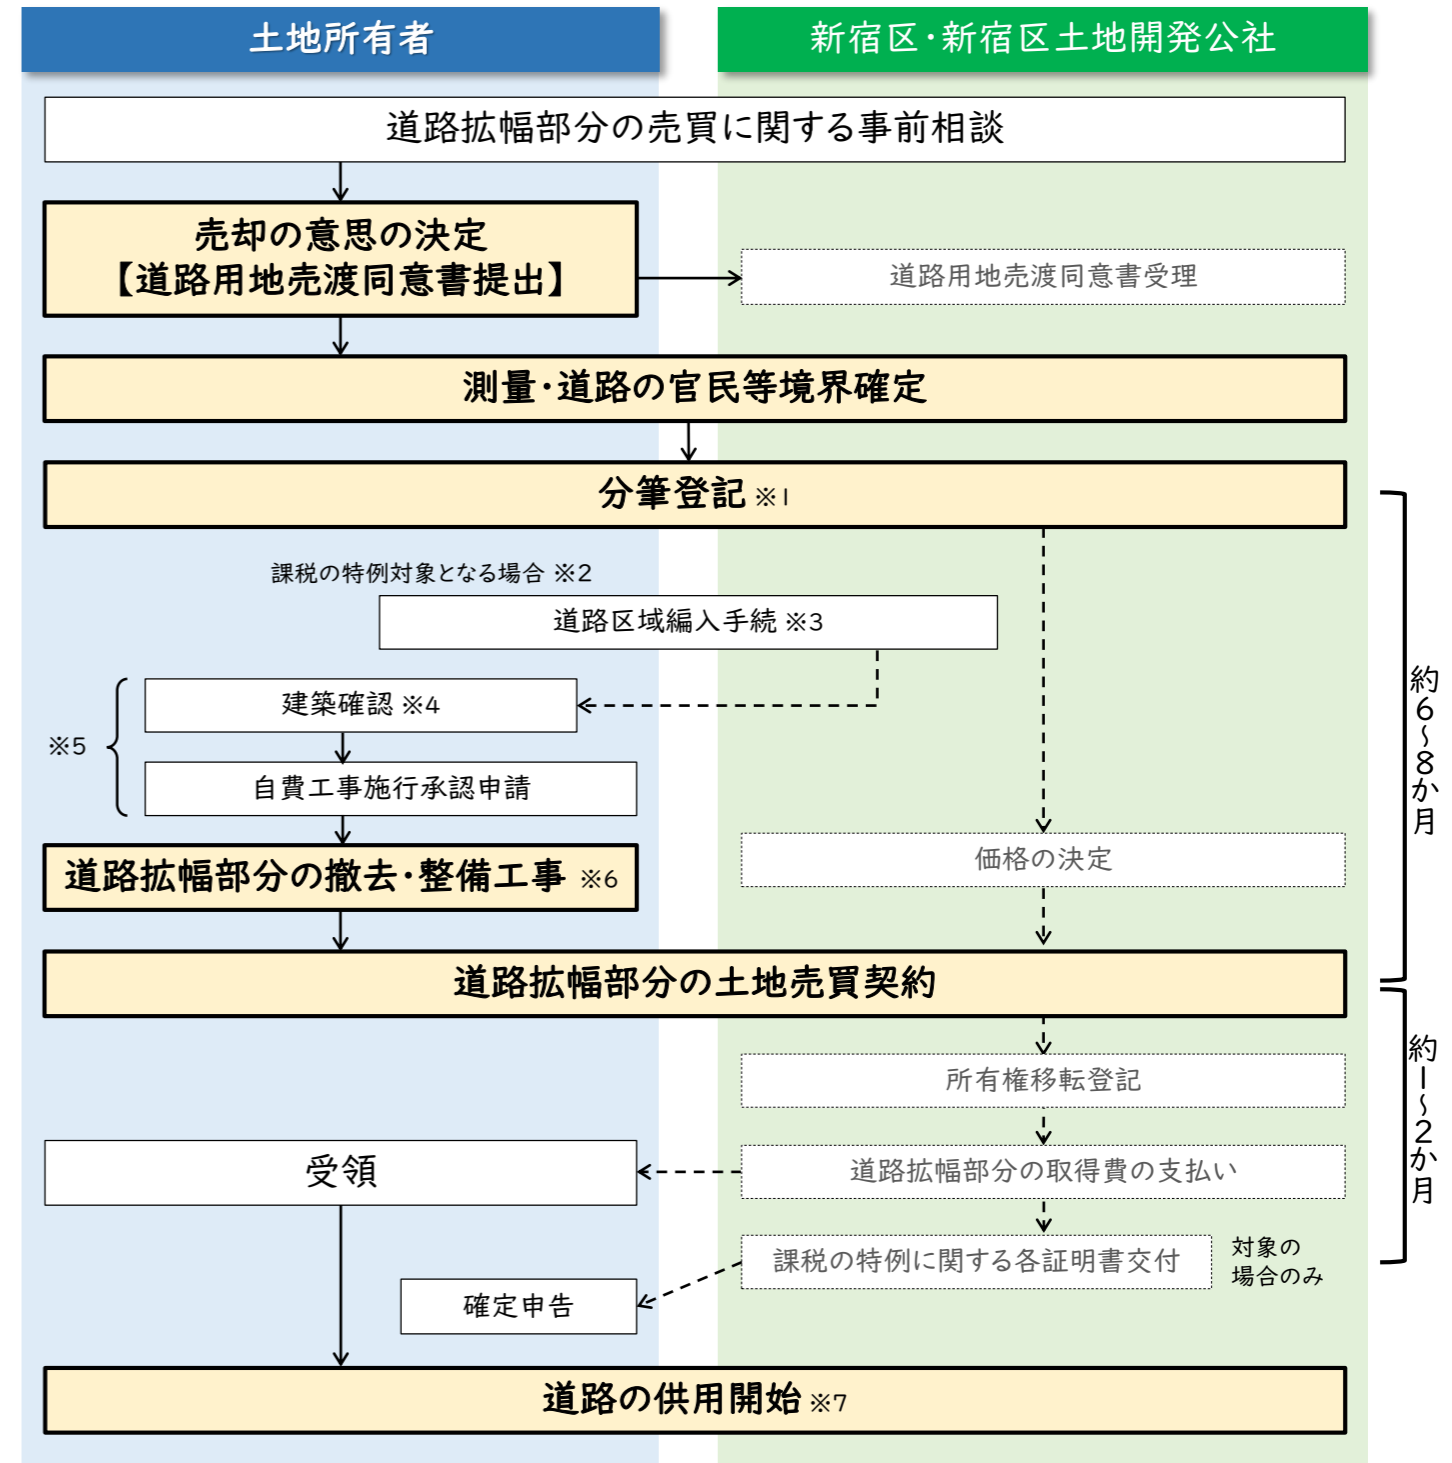 土地所有者
新宿区・新宿区土地開発公社
道路拡幅部分の売買に関する事前相談
売却の意思の決定
【道路用地売渡同意書提出】
道路用地売渡同意書受理
測量・道路の官民等境界確定
分筆登記 ※1
課税の特例対象となる場合 ※2
道路区域編入手続 ※3
建築確認 ※4
※5
自費工事施行承認申請
価格の決定
道路拡幅部分の撤去・整備工事 ※6
約6~8か月
道路拡幅部分の土地売買契約
所有権移転登記
受領
道路拡幅部分の取得費の支払い
約1~2か月
課税の特例に関する各証明書交付
対象の
場合のみ
確定申告
道路の供用開始 ※7